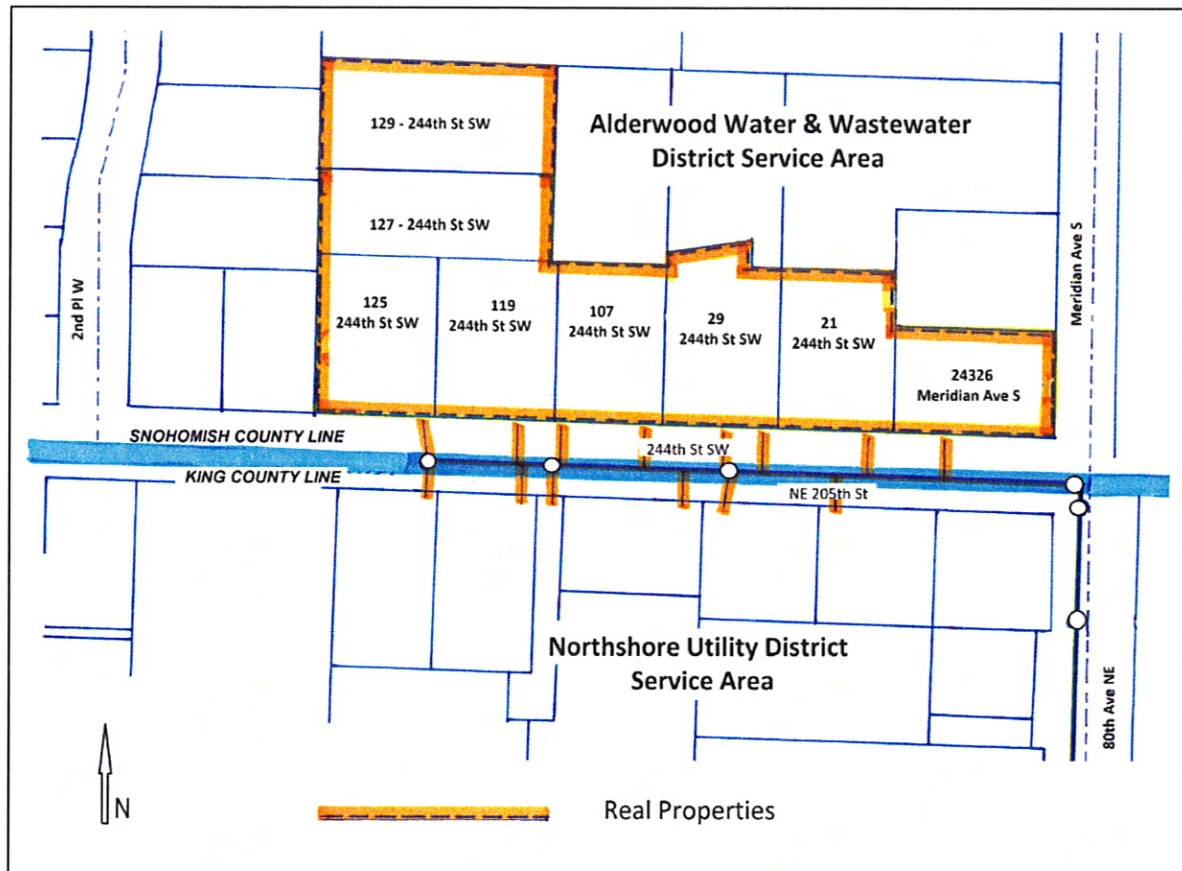 129 - 244th St SW
Alderwood Water & Wastewater
District Service Area
127 - 244th St SW
2nd Pl W
Meridian Ave S
125
244th St SW
119
244th St SW
107
244th St SW
29
244th St SW
21
244th St SW
24326
Meridian Ave S
SNOHOMISH COUNTY LINE
244th St SW
KING COUNTY LINE
NE 205th St
Northshore Utility District
Service Area
80th Ave NE
N
Real Properties